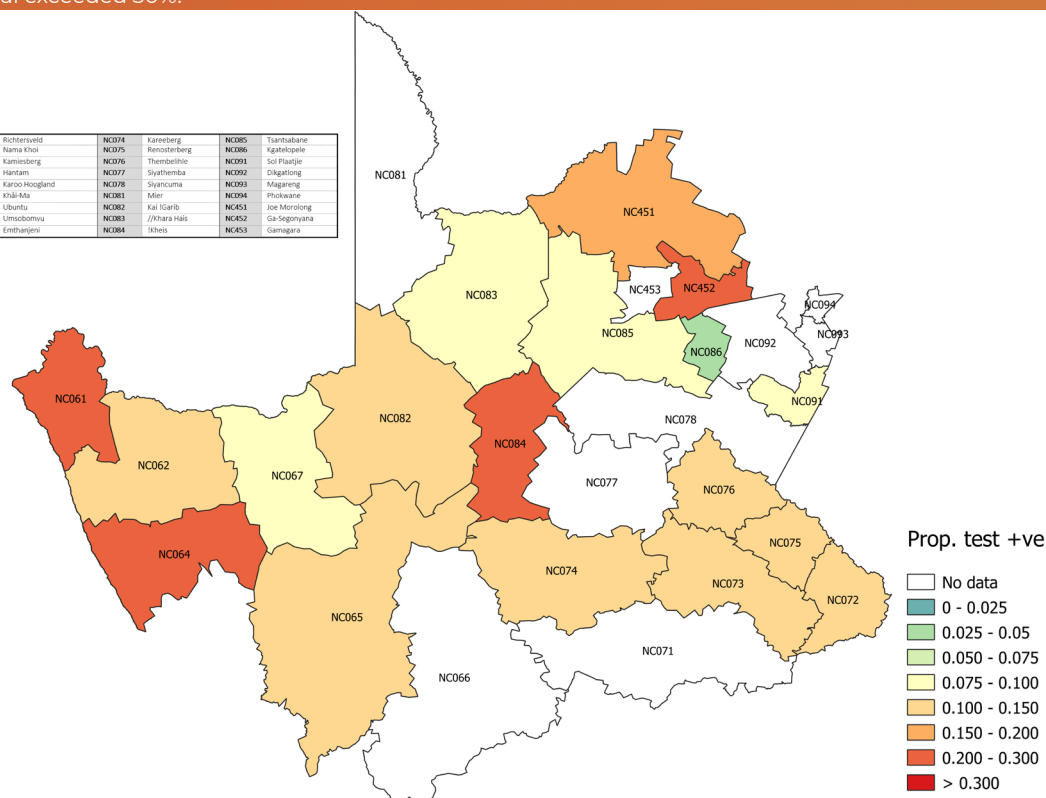 Richtersveld NC074 Kareeberg NC085 Tsantsabane
Nama Khoi NC075 Renosterberg NC086 Kgatelopele
Kamiesberg NC076 Thembelihle NC091 Sol Plaatjie
Hantam NC077 Siyathemba NC092 Dikgatlong
Karoo Hoogland NC078 Siyancuma NC093 Magareng
Khâi-Ma NC081 Mier NC094 Phokwane
Ubuntu NC082 Kai !Garib NC451 Joe Morolong
Umsobomvu NC083 //Khara Hais NC452 Ga-Segonyana
Emthanjeni NC084 !Kheis NC453 Gamagara
NC081
NC451
NC083
NC453
NC452
NC094
NC085
NC086
NC092
NC093
NC061
NC082
NC091
NC078
NC084
NC062
NC067
NC077
NC076
NC064
NC075
NC074
NC073
NC072
NC065
NC071
NC066
Prop. test +ve
No data
0 - 0.025
0.025 - 0.05
0.050 - 0.075
0.075 - 0.100
0.100 - 0.150
0.150 - 0.200
0.200 - 0.300
> 0.300